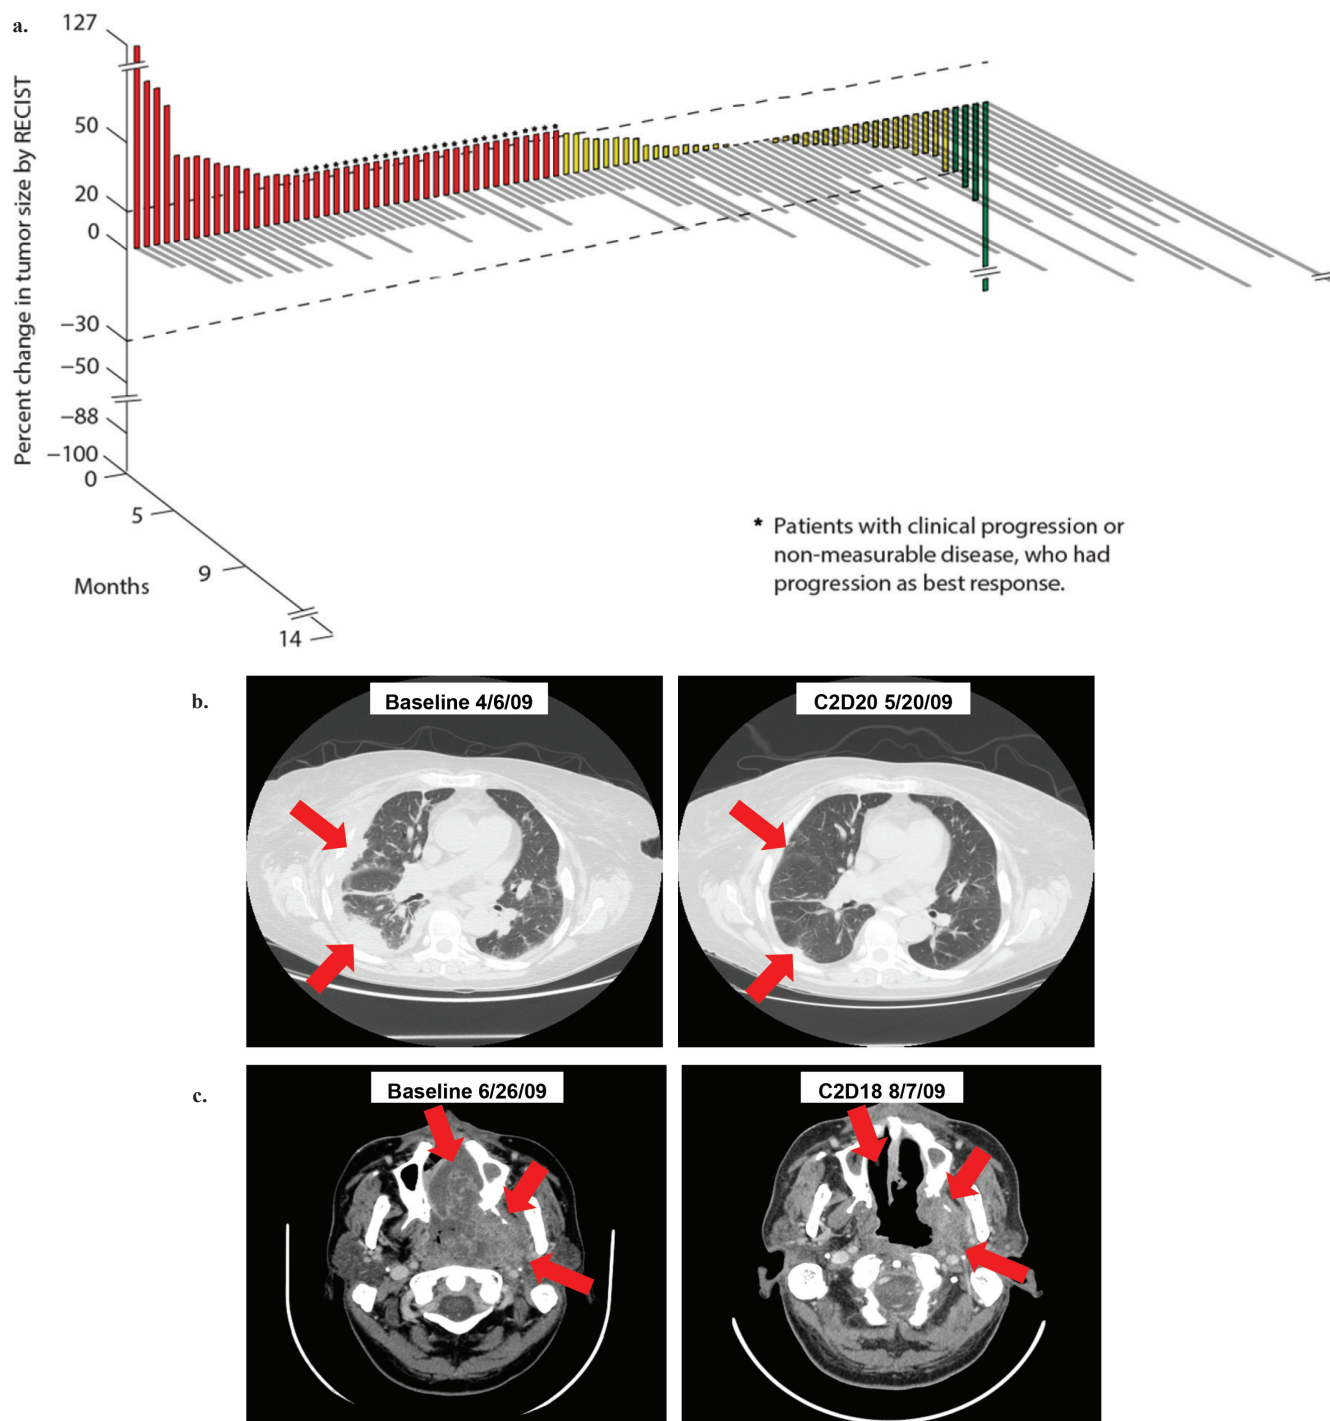 a.
127
50
20
0
−30
−50
−88
−100
Percent change in tumor size by RECIST
0
5
9
14
Months
* Patients with clinical progression or
non-measurable disease, who had
progression as best response.
b.
Baseline 4/6/09
C2D20 5/20/09
c.
Baseline 6/26/09
C2D18 8/7/09